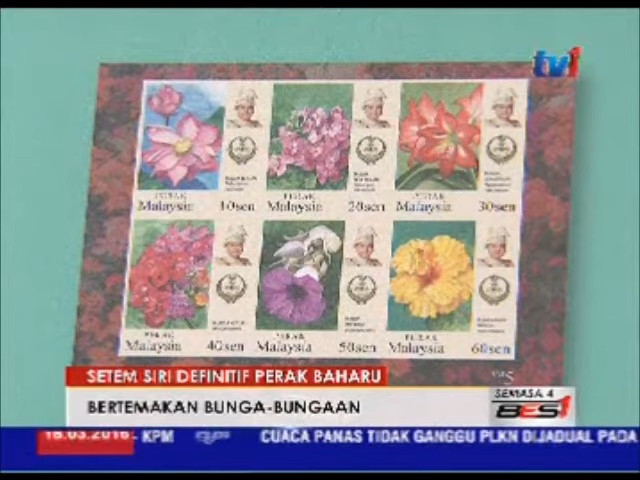 tv1
PERAK
Malaysia 10sen
PERAK
Malaysia 20sen
PERAK
Malaysia 30sen
PERAK
Malaysia 40sen
PERAK
Malaysia 50sen
PERAK
Malaysia 60sen
SETEM SIRI DEFINITIF PERAK BAHARU
BERTEMAKAN BUNGA-BUNGAAN
SEMASA 4
BES1
16.03.2016 KPM CUACA PANAS TIDAK GANGGU PLKN DIJADUAL PADA